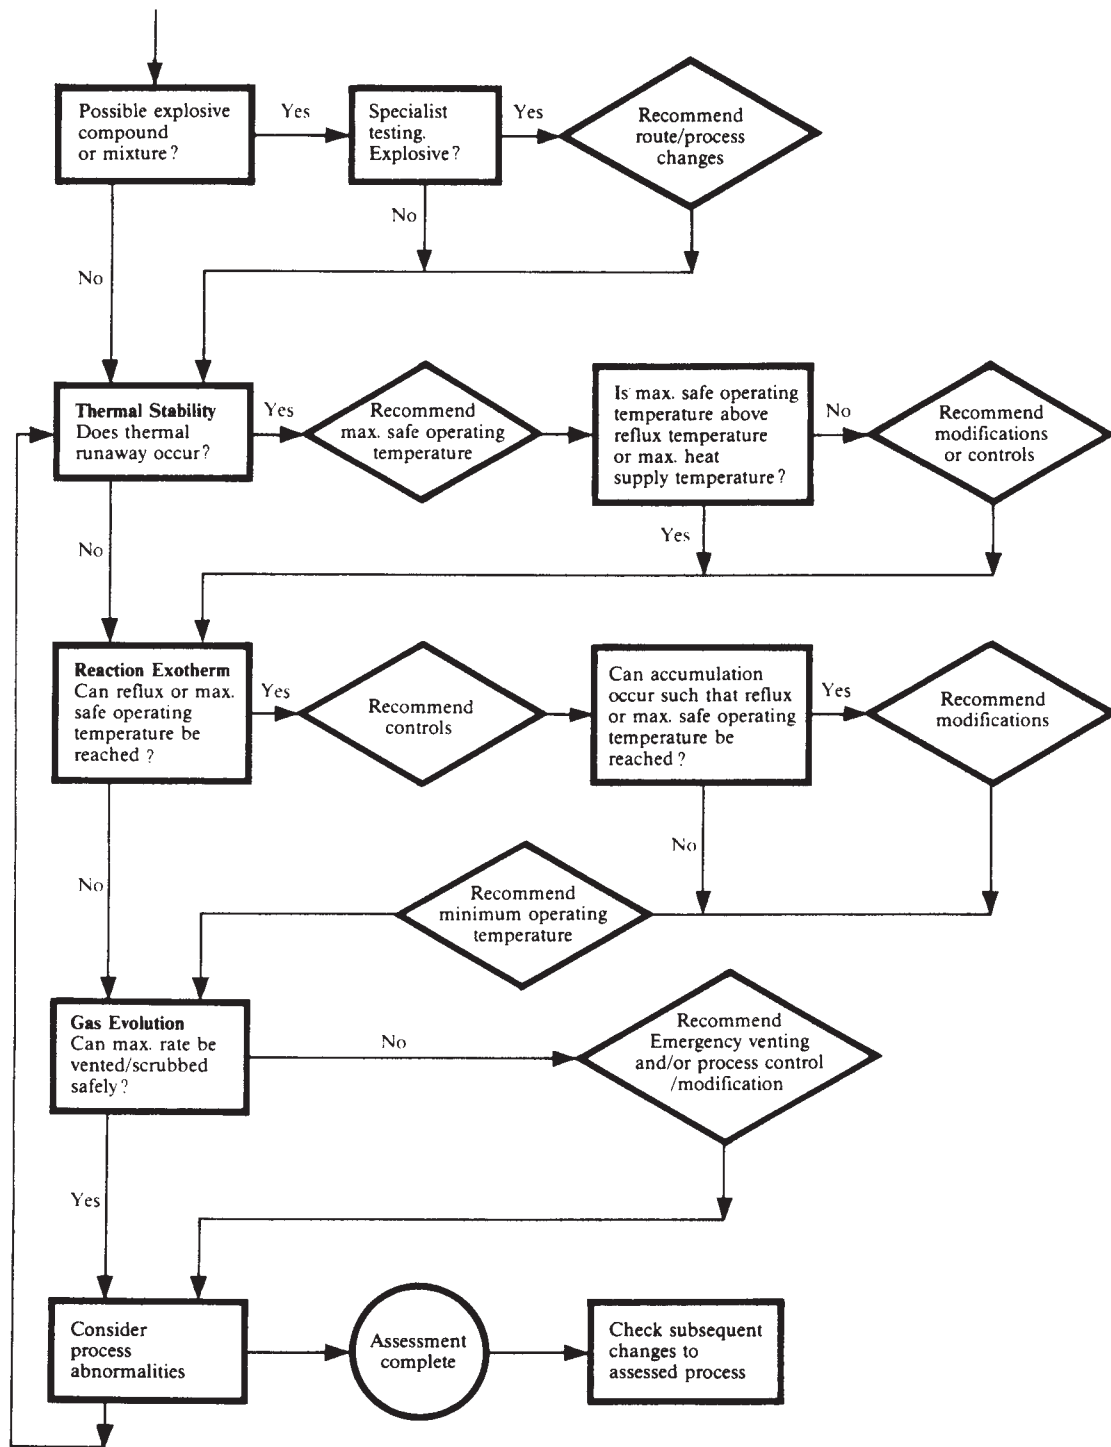 Possible explosive
compound
or mixture?
Yes
Specialist
testing.
Explosive?
Yes
Recommend
route/process
changes
No
No
Thermal Stability
Does thermal
runaway occur?
Yes
Recommend
max. safe operating
temperature
Is max. safe operating
temperature above
reflux temperature
or max. heat
supply temperature?
No
Recommend
modifications
or controls
Yes
No
Reaction Exotherm
Can reflux or max.
safe operating
temperature be
reached?
Yes
Recommend
controls
Can accumulation
occur such that reflux
or max. safe operating
temperature be
reached?
Yes
Recommend
modifications
No
No
Recommend
minimum operating
temperature
Gas Evolution
Can max. rate be
vented/scrubbed
safely?
No
Recommend
Emergency venting
and/or process control
/modification
Yes
Consider
process
abnormalities
Assessment
complete
Check subsequent
changes to
assessed process